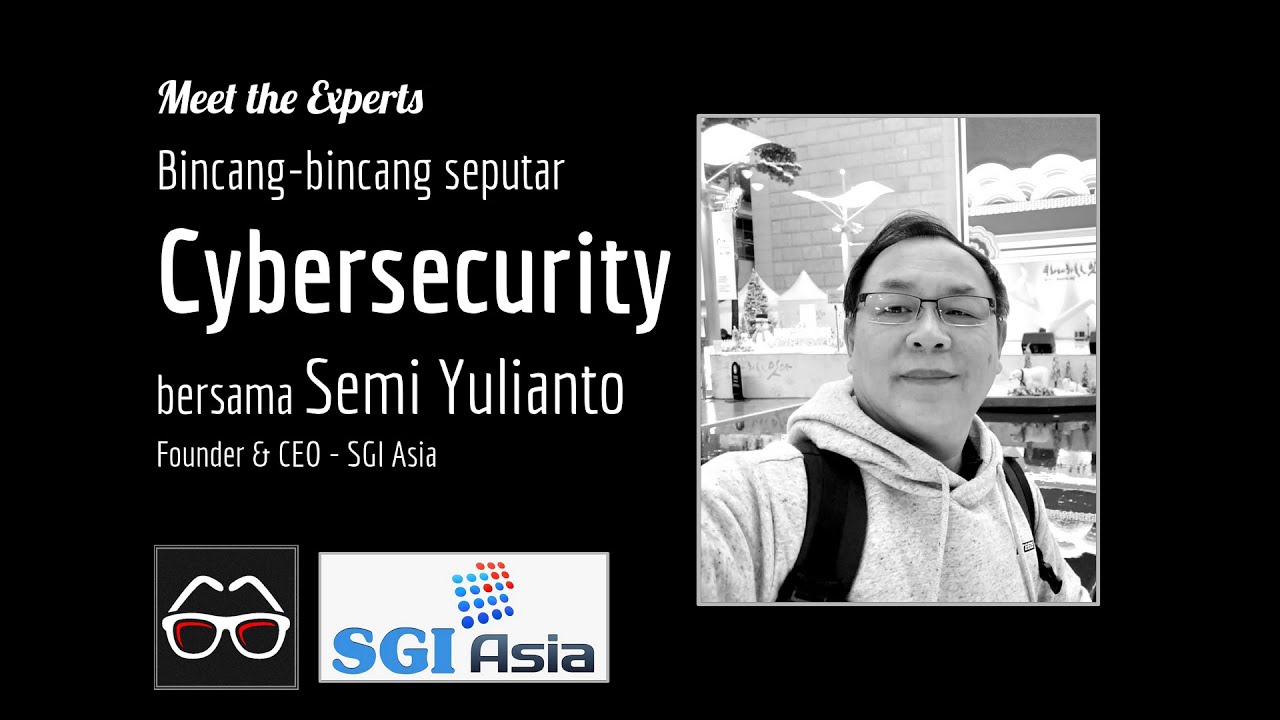 Meet the Experts
Bincang-bincang seputar
Cybersecurity
bersama Semi Yulianto
Founder & CEO - SGI Asia
SGI Asia